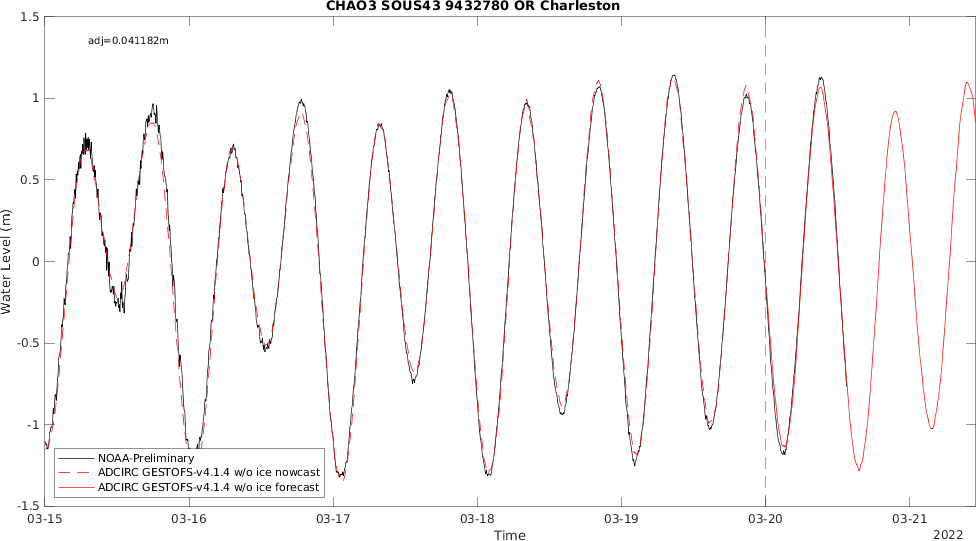 CHAO3 SOUS43 9432780 OR Charleston
adj=0.041182m
1.5
1
0.5
0
-0.5
-1
-1.5
Water Level (m)
NOAA-Preliminary
ADCIRC GESTOFS-v4.1.4 w/o ice nowcast
ADCIRC GESTOFS-v4.1.4 w/o ice forecast
03-15 03-16 03-17 03-18 03-19 03-20 03-21
Time
2022